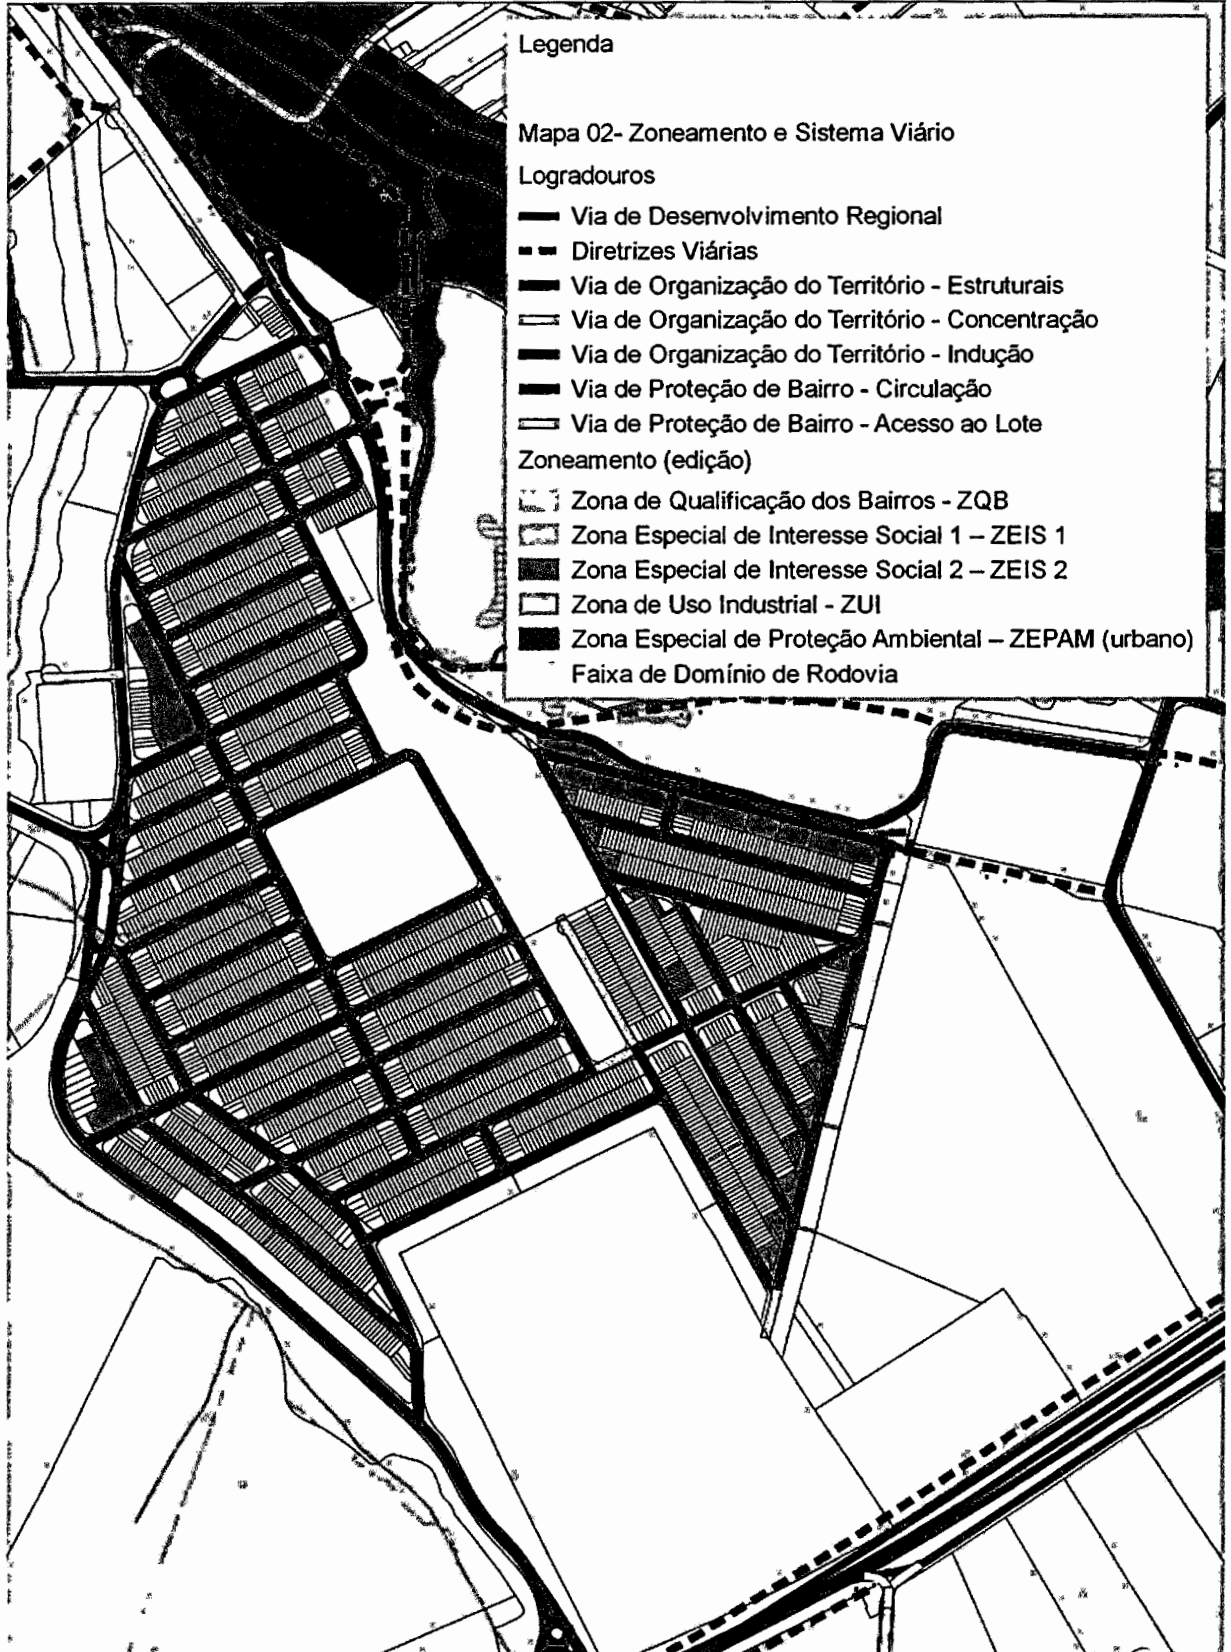 Legenda
Mapa 02- Zoneamento e Sistema Viário
Logradouros
Via de Desenvolvimento Regional
Diretrizes Viárias
Via de Organização do Território - Estruturais
Via de Organização do Território - Concentração
Via de Organização do Território - Indução
Via de Proteção de Bairro - Circulação
Via de Proteção de Bairro - Acesso ao Lote
Zoneamento (edição)
Zona de Qualificação dos Bairros - ZQB
Zona Especial de Interesse Social 1 – ZEIS 1
Zona Especial de Interesse Social 2 – ZEIS 2
Zona de Uso Industrial - ZUI
Zona Especial de Proteção Ambiental – ZEPAM (urbano)
Faixa de Domínio de Rodovia